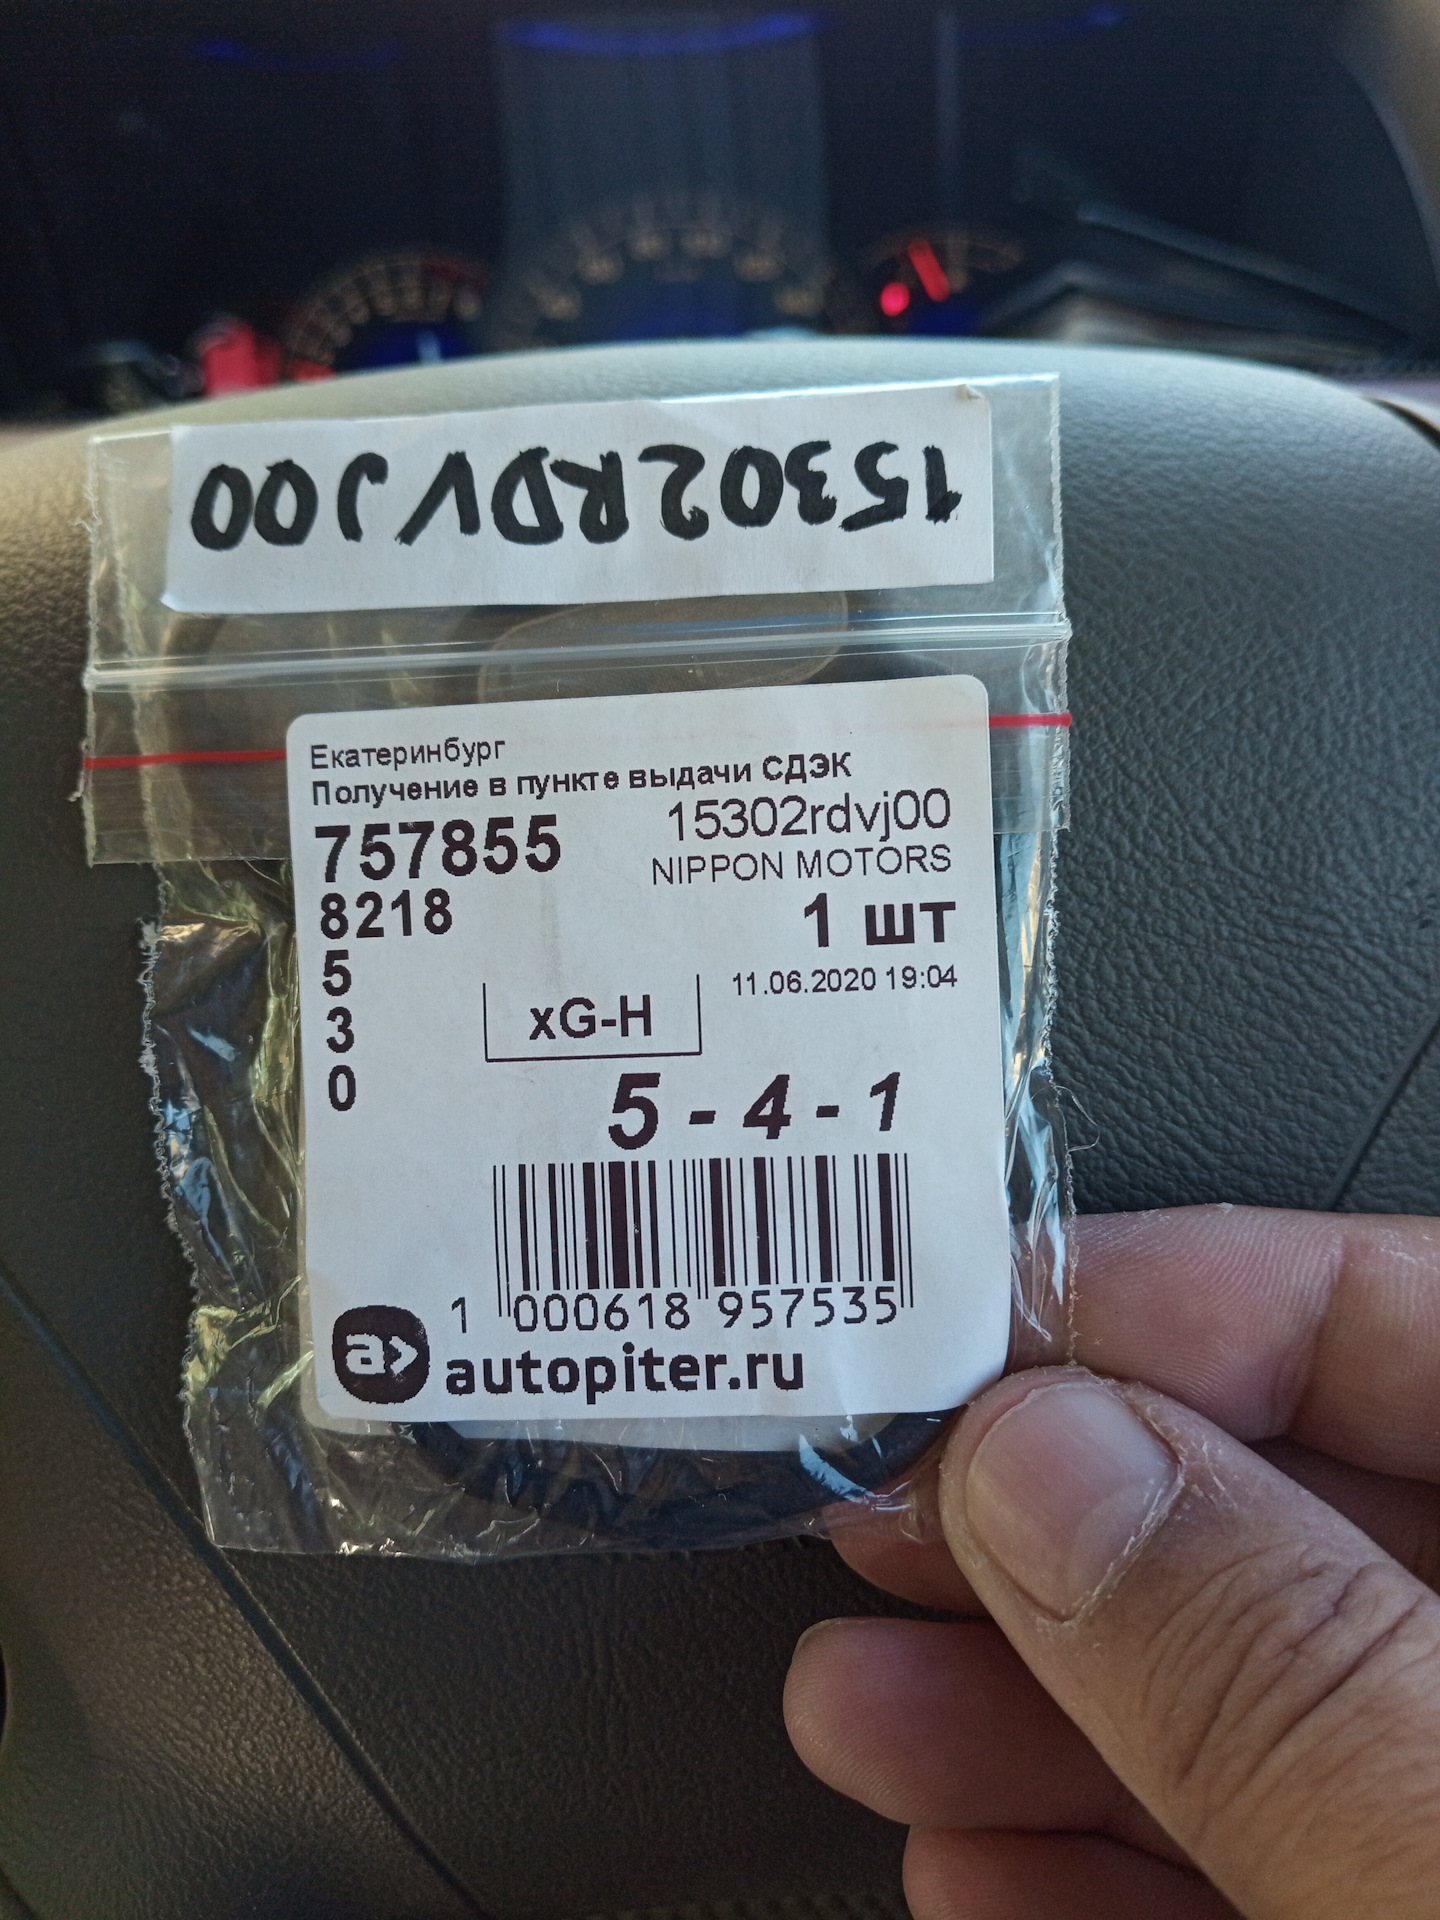 15302RDVJ00
Екатеринбург
Получение в пункте выдачи СДЭК
757855 15302rdvj00
NIPPON MOTORS
8218 1 шт
5 11.06.2020 19:04
3 xG-H
0
5 - 4 - 1
1 000618 957535
a> autopiter.ru